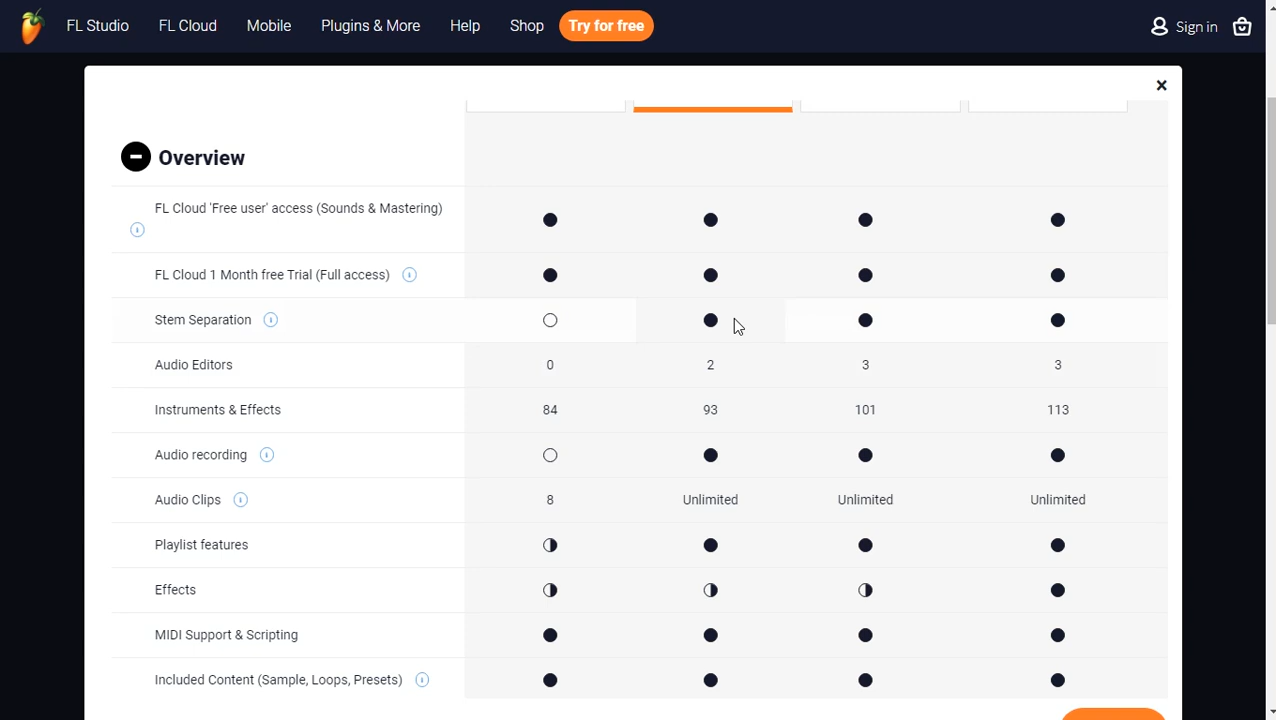 FL Studio FL Cloud Mobile Plugins & More Help Shop Try for free Sign in
Overview
FL Cloud 'Free user' access (Sounds & Mastering)
FL Cloud 1 Month free Trial (Full access)
Stem Separation
Audio Editors 0 2 3 3
Instruments & Effects 84 93 101 113
Audio recording
Audio Clips 8 Unlimited Unlimited Unlimited
Playlist features
Effects
MIDI Support & Scripting
Included Content (Sample, Loops, Presets)